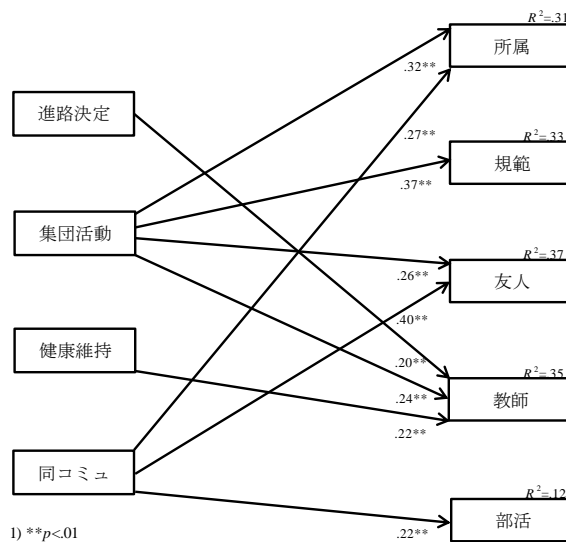 R²=.31
所属
.32**
進路決定
.27**
R²=.33
規範
.37**
集団活動
R²=.37
友人
.26**
.40**
健康維持
.20**
R²=.35
教師
.24**
.22**
同コミュ
R²=.12
部活
.22**
1) **p<.01